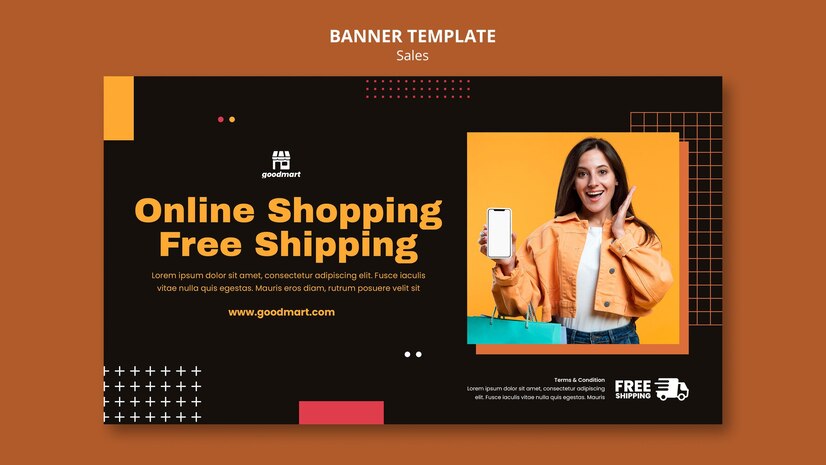 BANNER TEMPLATE
Sales
goodmart
Online Shopping
Free Shipping
Lorem ipsum dolor sit amet, consectetur adipiscing elit. Fusce iaculis
vitae nulla quis egestas. Mauris eros diam, rutrum posuere velit sit
www.goodmart.com
Terms & Condition
Lorem ipsum dolor sit amet, consectetur adipiscing
elit. Fusce iaculis vitae nulla quis egestas. Mauris
FREE
SHIPPING